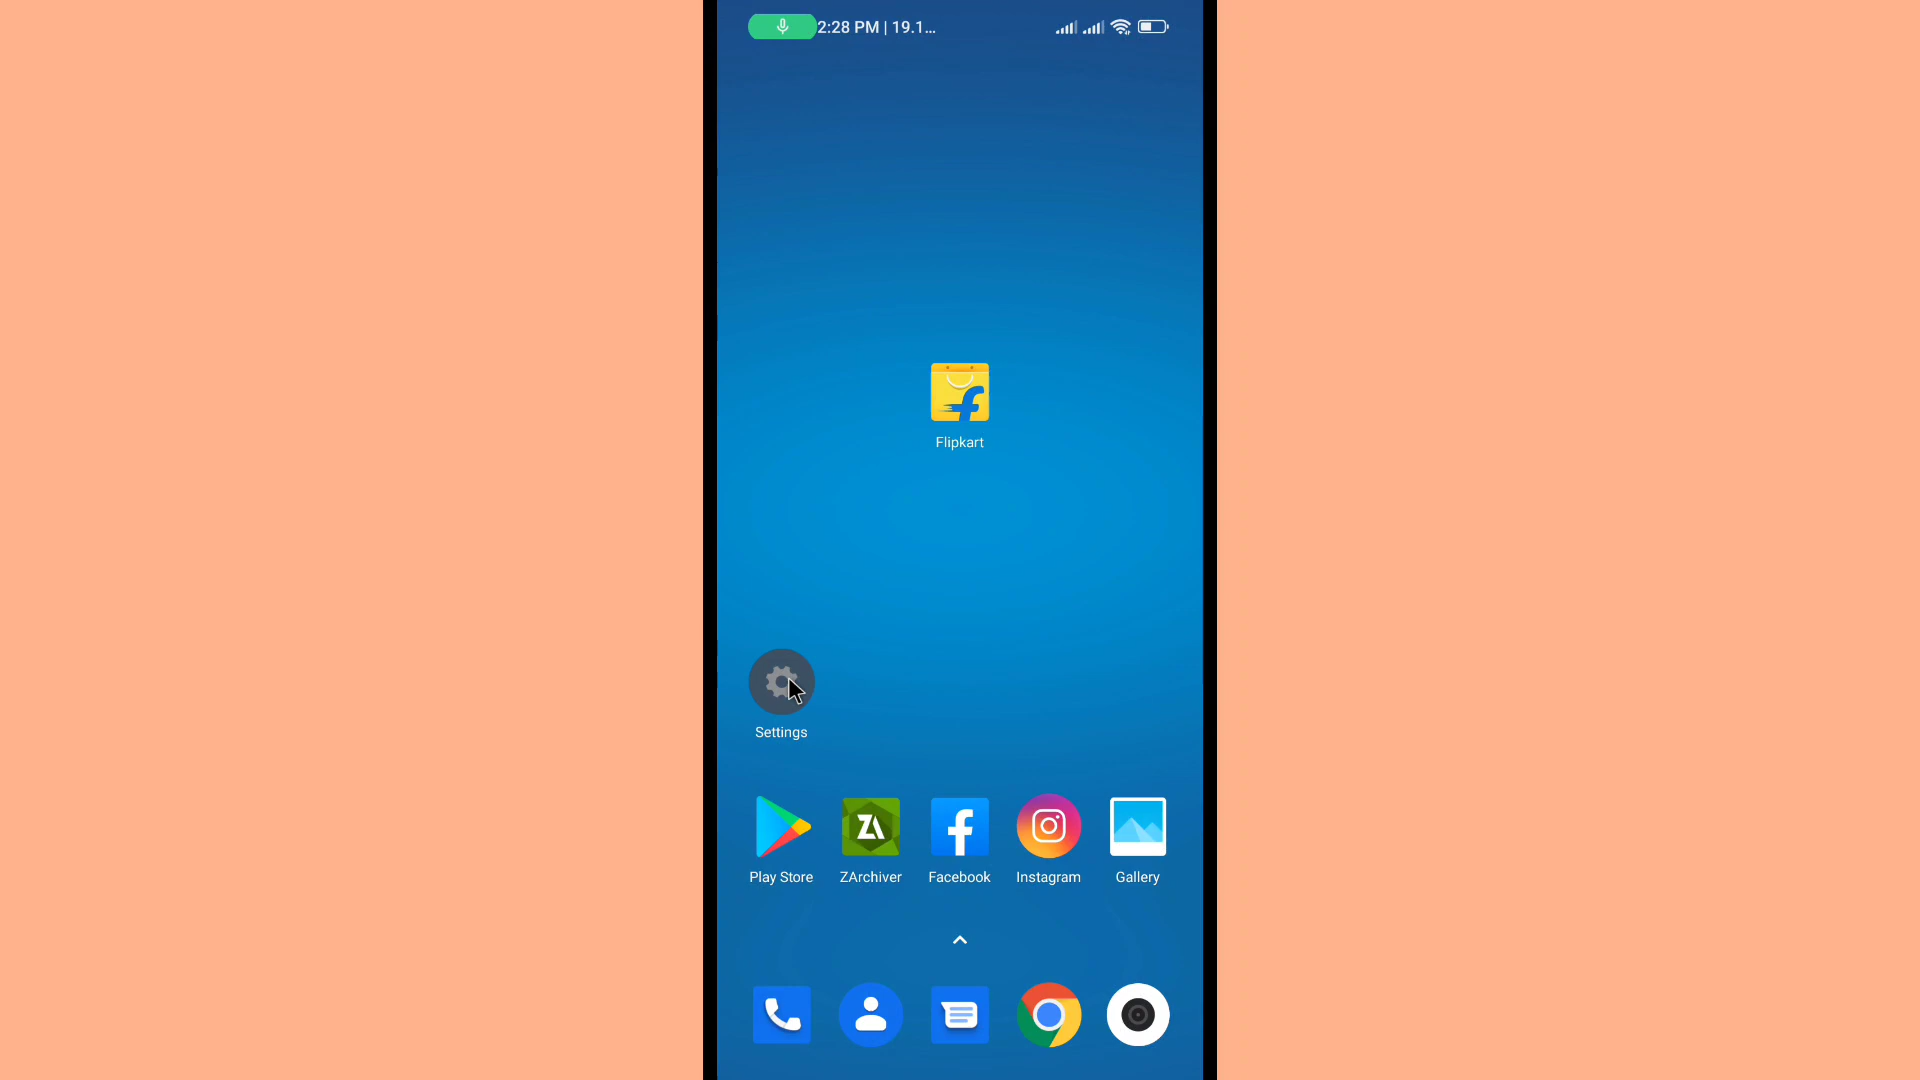 2:28 PM | 19.1...
Flipkart
Settings
Play Store
ZArchiver
Facebook
Instagram
Gallery